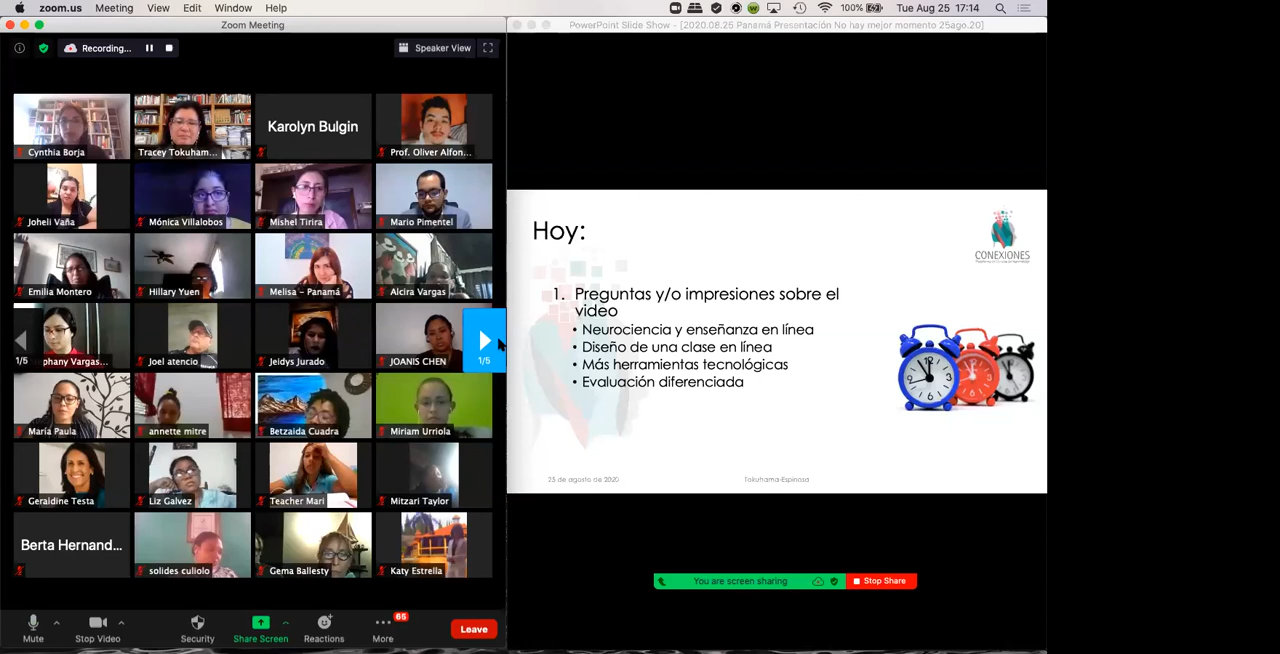 zoom.us Meeting View Edit Window Help
100% Tue Aug 25 17:14
Zoom Meeting
PowerPoint Slide Show - [2020.08.25 Panamá Presentación No hay mejor momento 25ago.20]
Recording...
Speaker View
Cynthia Borja
Tracey Tokuham...
Karolyn Bulgin
Prof. Oliver Alfon...
Joheli Vaña
Mónica Villalobos
Mishel Tirira
Mario Pimentel
Emilia Montero
Hillary Yuen
Melisa - Panamá
Alcira Vargas
1/5
phany Vargas...
Joel atencio
Jeidys Jurado
JOANIS CHEN
1/5
María Paula
annette mitre
Betzaida Cuadra
Miriam Urriola
Geraldine Testa
Liz Galvez
Teacher Mari
Mitzari Taylor
Berta Hernand...
solides culiolo
Gema Ballesty
Katy Estrella
Mute
Stop Video
Security
Share Screen
Reactions
65
More
Leave
Hoy:
CONEXIONES
1. Preguntas y/o impresiones sobre el
video
• Neurociencia y enseñanza en línea
• Diseño de una clase en línea
• Más herramientas tecnológicas
• Evaluación diferenciada
25 de agosto de 2020
Tokuhama-Espinosa
You are screen sharing
Stop Share